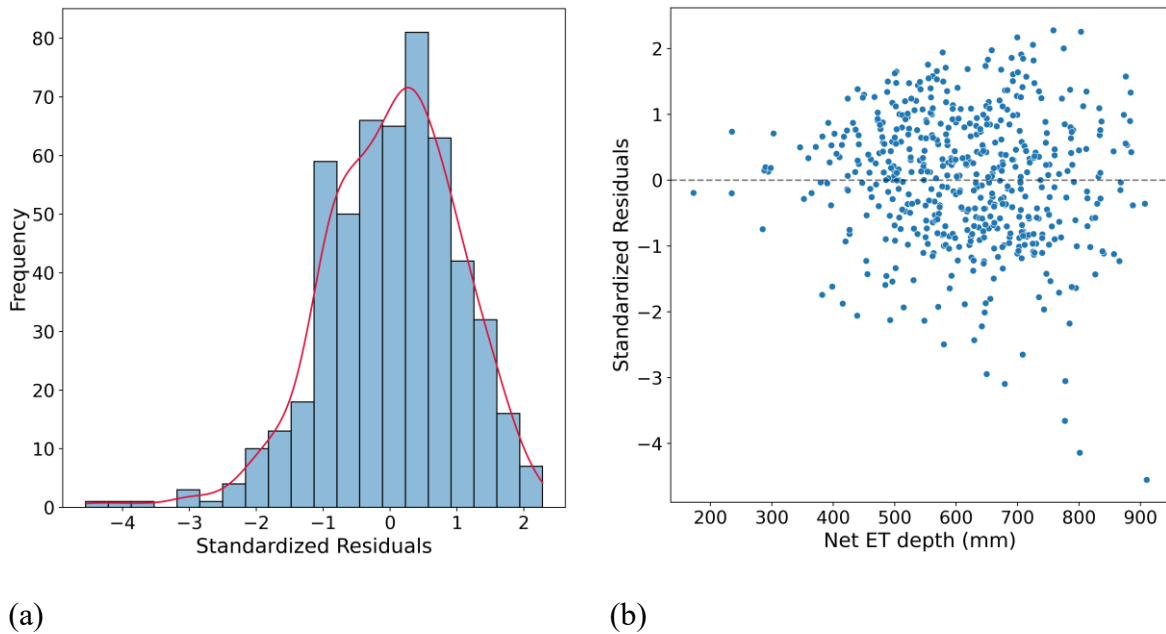 80
70
60
50
40
30
20
10
0
Frequency
−4 −3 −2 −1 0 1 2
Standardized Residuals
(a)
2
1
0
−1
−2
−3
−4
Standardized Residuals
200 300 400 500 600 700 800 900
Net ET depth (mm)
(b)